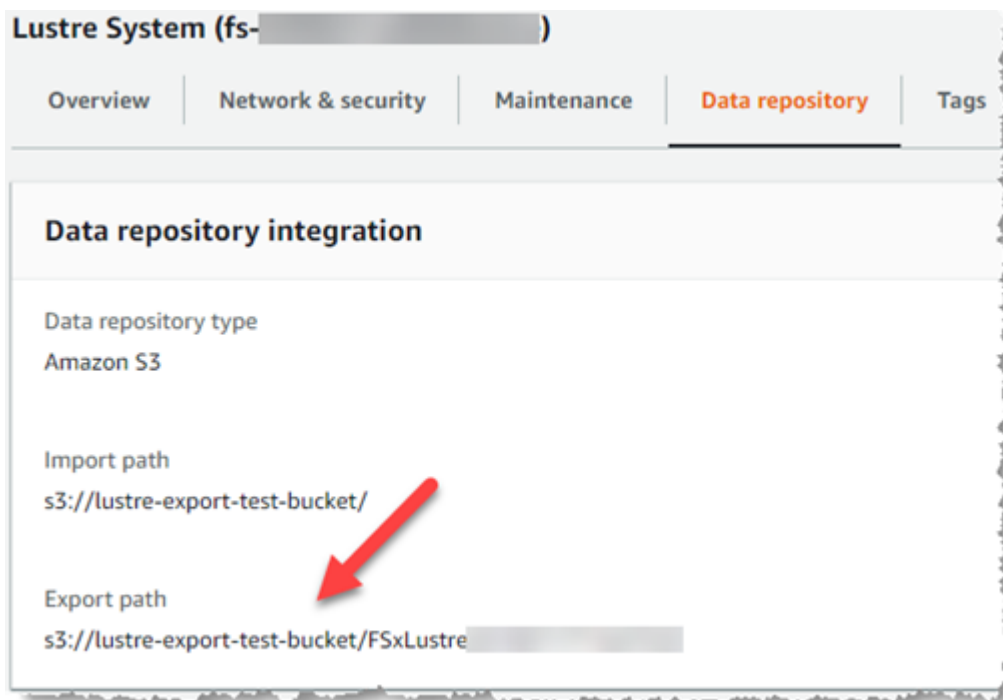 Lustre System (fs- )
Overview Network & security Maintenance Data repository Tags
Data repository integration
Data repository type
Amazon S3
Import path
s3://lustre-export-test-bucket/
Export path
s3://lustre-export-test-bucket/FSxLustre